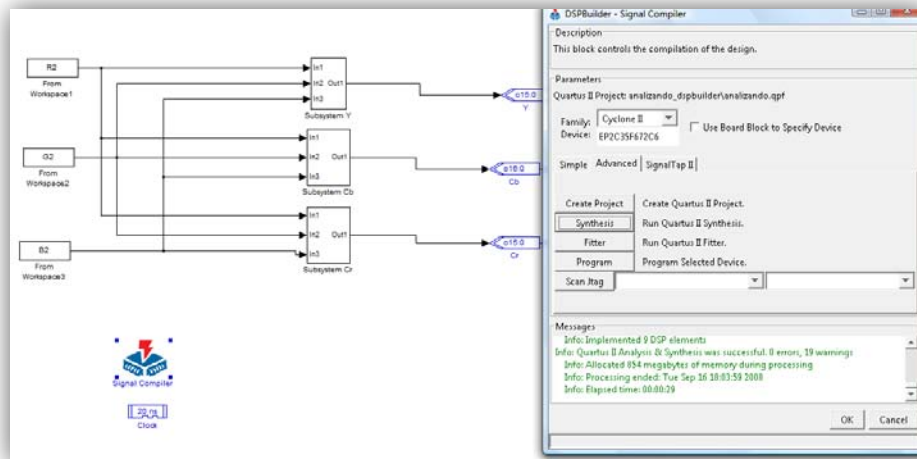 R2
From
Workspace1
G2
From
Workspace2
B2
From
Workspace3
In1
In2 Out1
In3
Subsystem Y
In1
In2 Out1
In3
Subsystem Cb
In1
In2 Out1
In3
Subsystem Cr
o15:0
Y
Cb
o15:0
Cr
Signal Compiler
20 ns
Clock
DSPBuilder - Signal Compiler
Description
This block controls the compilation of the design.
Parameters
Quartus II Project: analizando_dspbuilder\analizando.qpf
Family: Cyclone II
Device: EP2C35F672C6
Use Board Block to Specify Device
Simple Advanced SignalTap II
Create Project Create Quartus II Project.
Synthesis Run Quartus II Synthesis.
Fitter Run Quartus II Fitter.
Program Program Selected Device.
Scan Jtag
Messages
Info: Implemented 9 DSP elements
Info: Quartus II Analysis & Synthesis was successful. 0 errors, 19 warnings
Info: Allocated 854 megabytes of memory during processing
Info: Processing ended: Tue Sep 16 18:03:59 2008
Info: Elapsed time: 00:00:29
OK Cancel